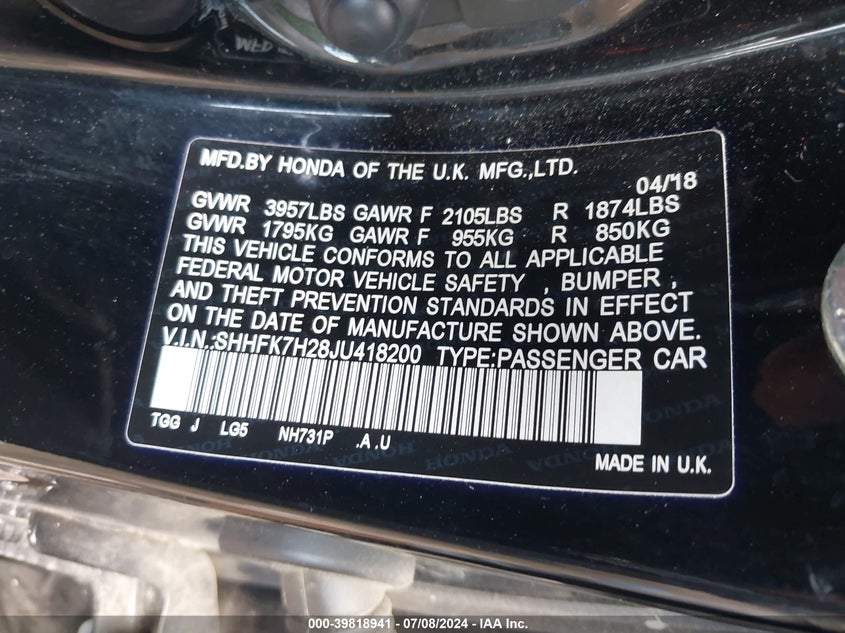 MFD.BY HONDA OF THE U.K. MFG.,LTD.
04/18
GVWR 3957LBS GAWR F 2105LBS R 1874LBS
GVWR 1795KG GAWR F 955KG R 850KG
THIS VEHICLE CONFORMS TO ALL APPLICABLE
FEDERAL MOTOR VEHICLE SAFETY , BUMPER ,
AND THEFT PREVENTION STANDARDS IN EFFECT
ON THE DATE OF MANUFACTURE SHOWN ABOVE.
V.I.N.:SHHFK7H28JU418200 TYPE:PASSENGER CAR
TGG J LG5 NH731P .A.U
HONDA HONDA HONDA
MADE IN U.K.
000-39818941 / 07/08/2024 - IAA Inc.